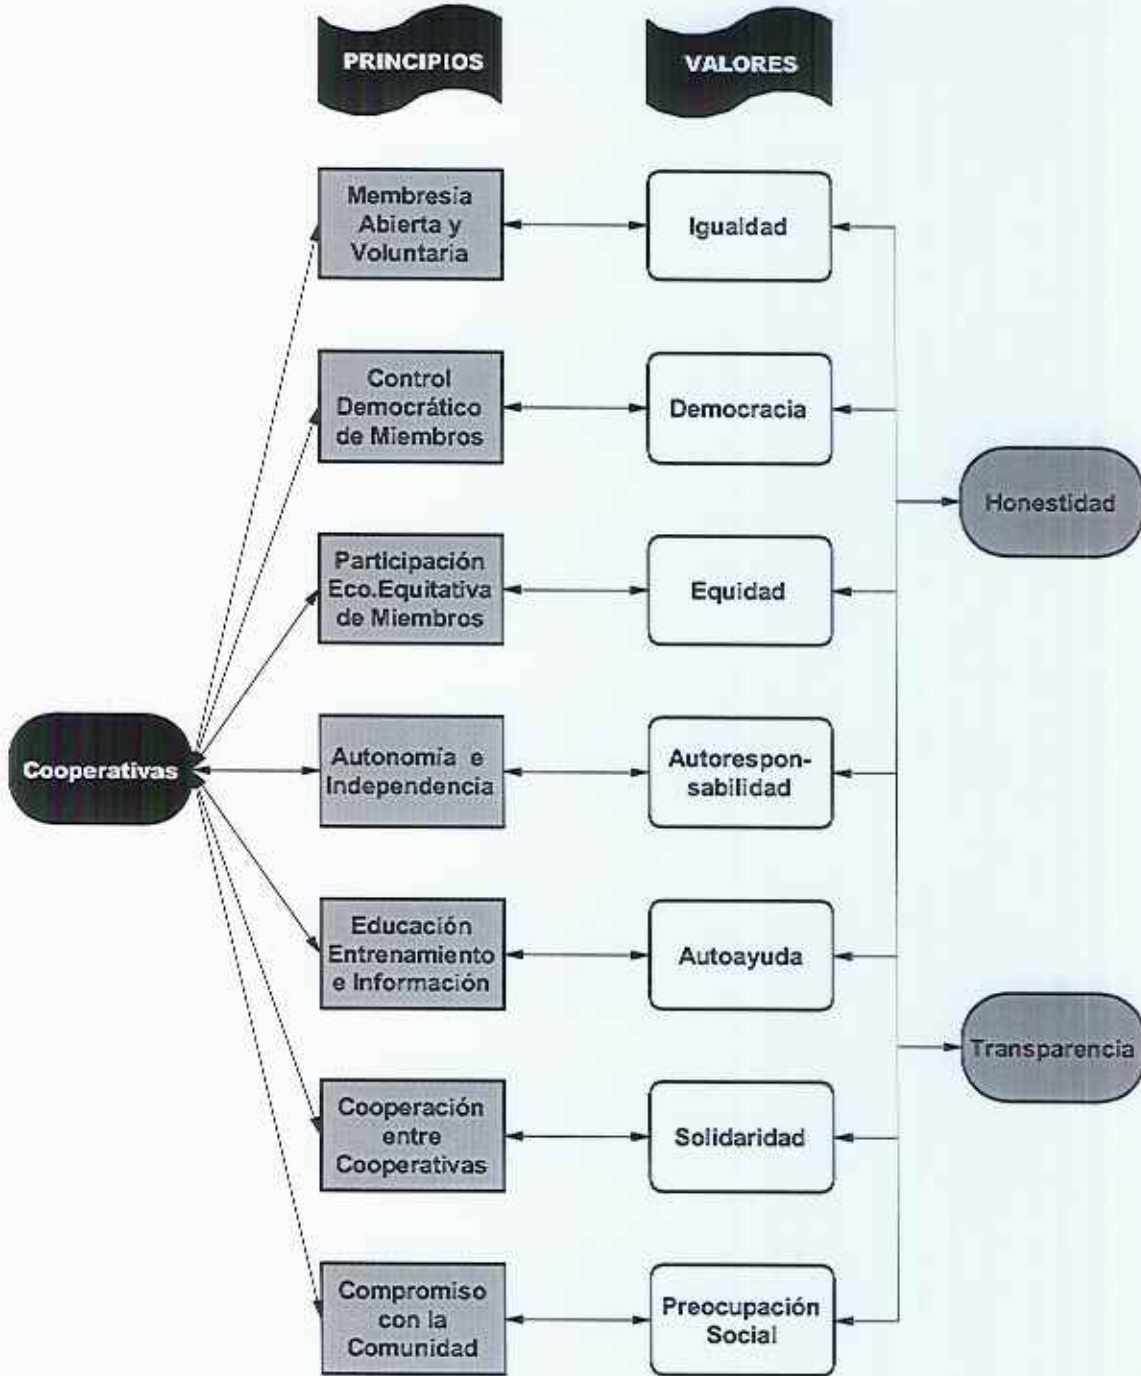 PRINCIPIOS
VALORES
Membresía
Abierta y
Voluntaria
Igualdad
Control
Democrático
de Miembros
Democracia
Honestidad
Participación
Eco.Equitativa
de Miembros
Equidad
Cooperativas
Autonomía e
Independencia
Autorespon-
sabilidad
Educación
Entrenamiento
e Información
Autoayuda
Transparencia
Cooperación
entre
Cooperativas
Solidaridad
Compromiso
con la
Comunidad
Preocupación
Social